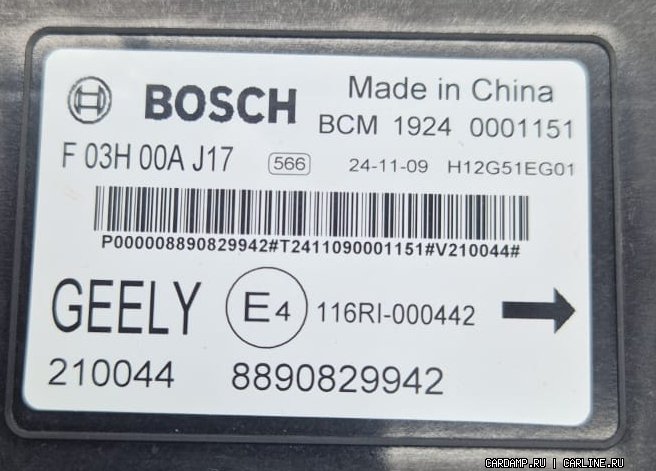 BOSCH Made in China
BCM 1924 0001151
F 03H 00A J17 566 24-11-09 H12G51EG01
P000008890829942#T2411090001151#V210044#
GEELY E4 116RI-000442
210044 8890829942
CARDAMP.RU | CARLINE.RU